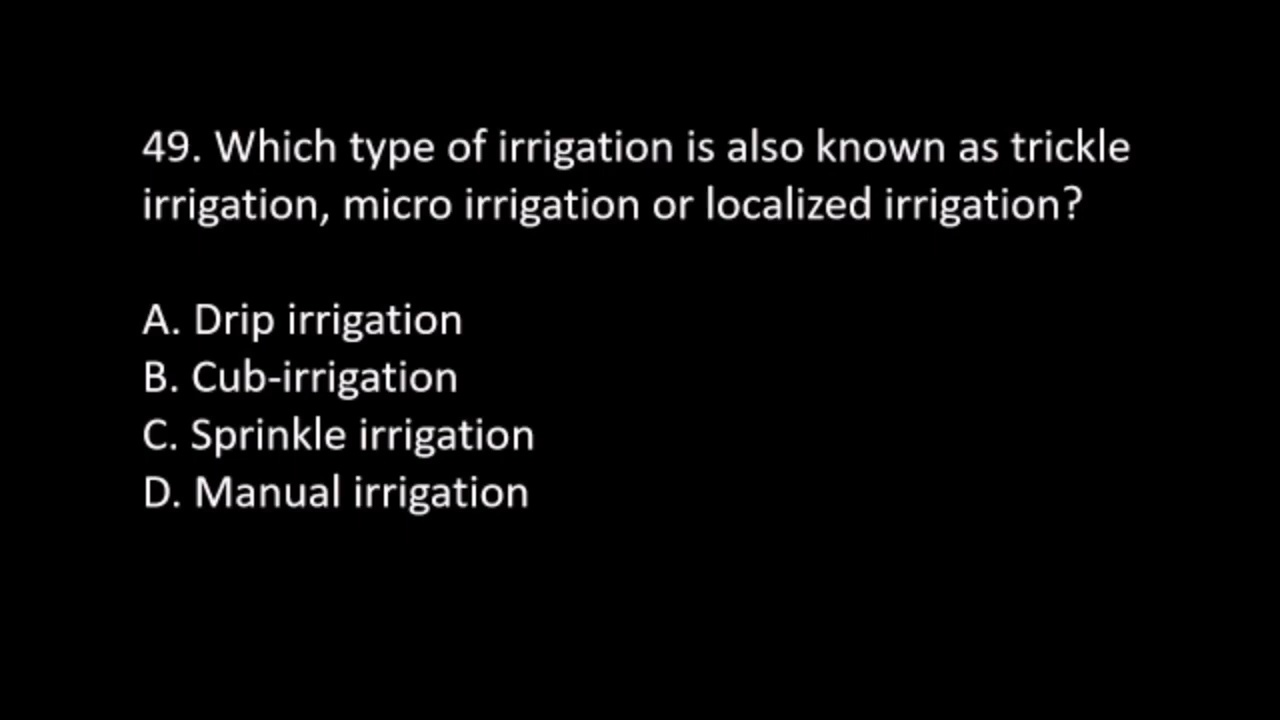 49. Which type of irrigation is also known as trickle
irrigation, micro irrigation or localized irrigation?
A. Drip irrigation
B. Cub-irrigation
C. Sprinkle irrigation
D. Manual irrigation